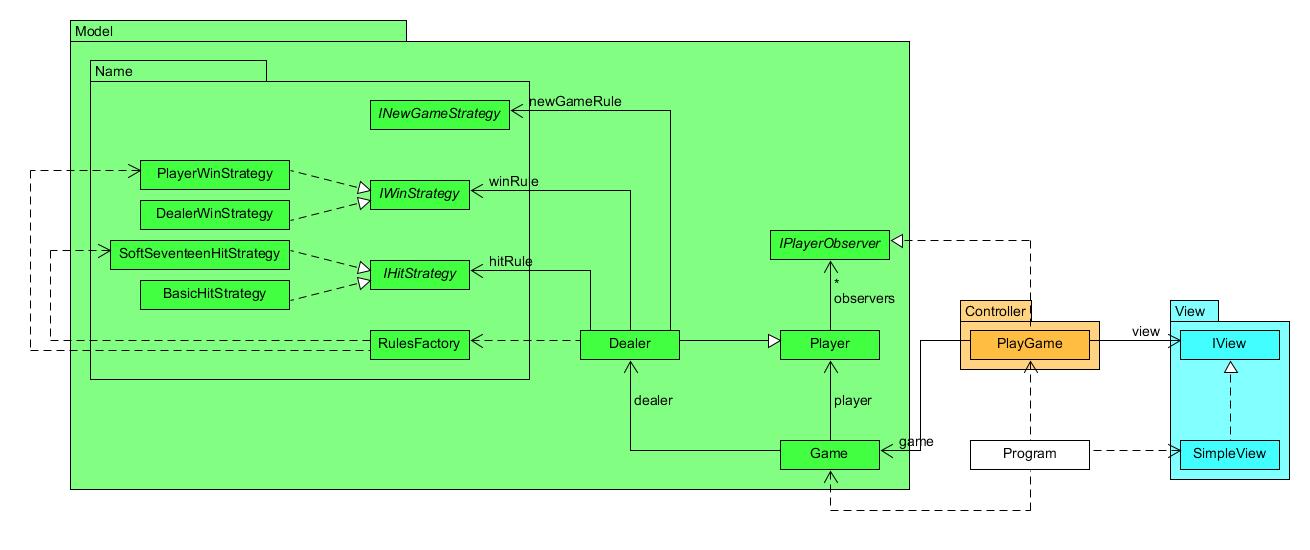 Model
Name
newGameRule
INewGameStrategy
PlayerWinStrategy
winRule
IWinStrategy
DealerWinStrategy
IPlayerObserver
SoftSeventeenHitStrategy
hitRule
IHitStrategy
BasicHitStrategy
*
observers
Controller
View
view
RulesFactory
Dealer
Player
PlayGame
IView
dealer
player
game
Game
Program
SimpleView